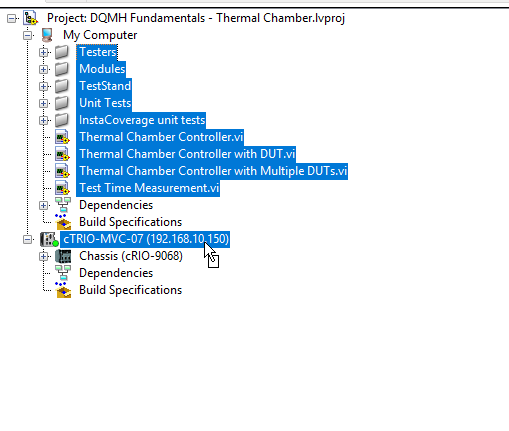 Project: DQMH Fundamentals - Thermal Chamber.lvproj
My Computer
Testers
Modules
TestStand
Unit Tests
InstaCoverage unit tests
Thermal Chamber Controller.vi
Thermal Chamber Controller with DUT.vi
Thermal Chamber Controller with Multiple DUTs.vi
Test Time Measurement.vi
Dependencies
Build Specifications
cTRIO-MVC-07 (192.168.10.150)
Chassis (cRIO-9068)
Dependencies
Build Specifications